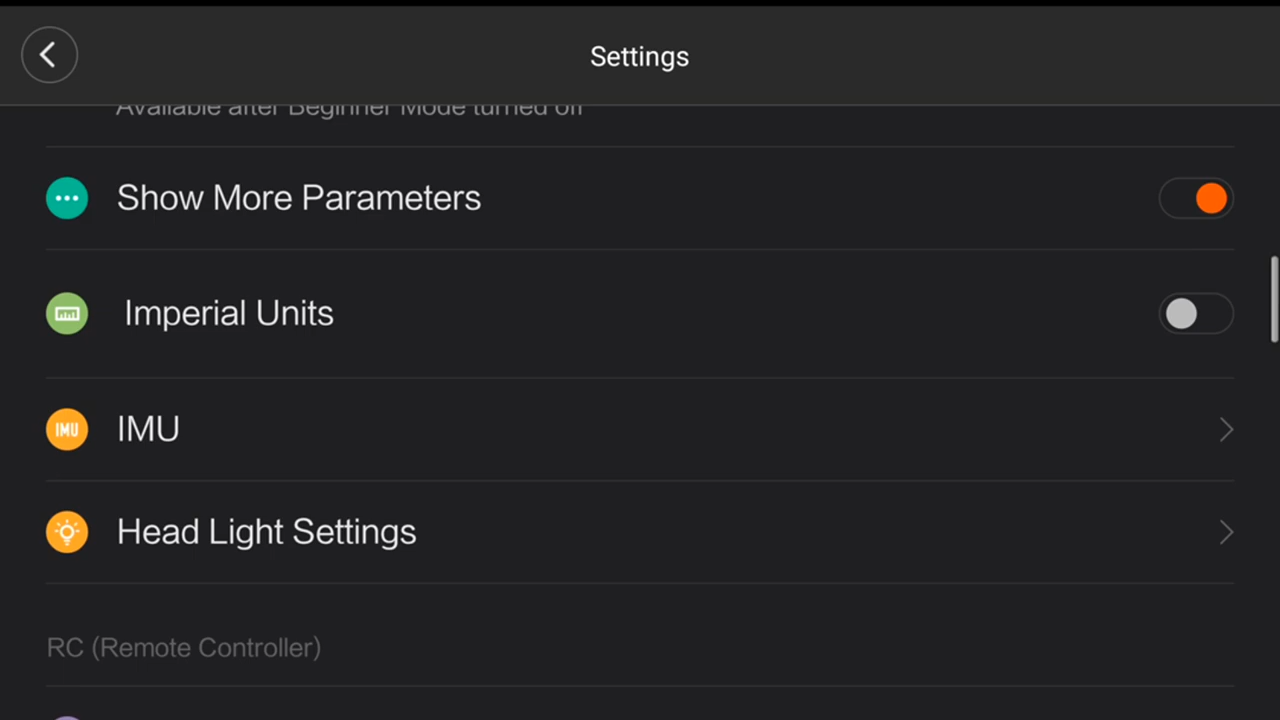 Settings
Available after Beginner Mode turned off
Show More Parameters
Imperial Units
IMU IMU
Head Light Settings
RC (Remote Controller)